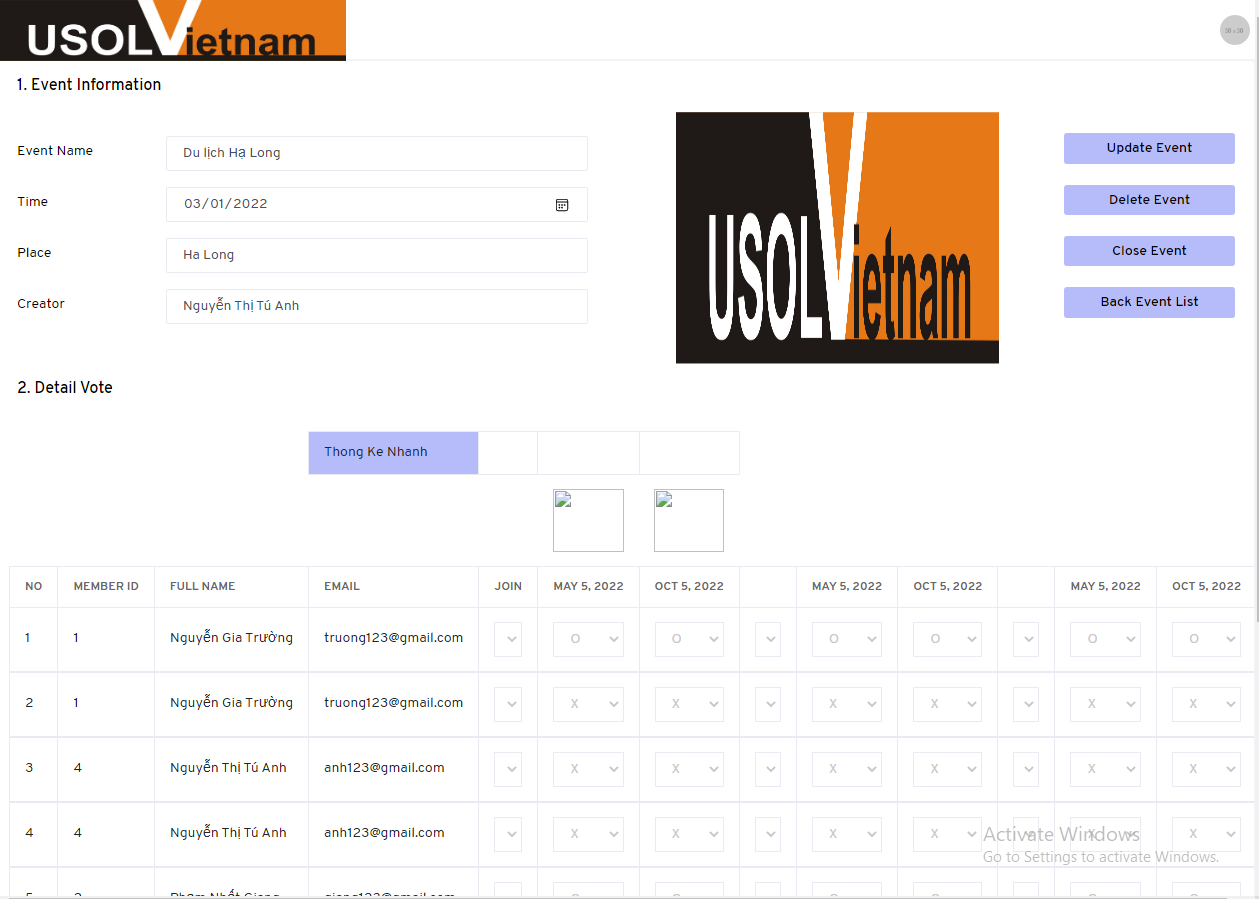 USOLVietnam
1. Event Information
Event Name
Du lịch Hạ Long
Time
03/01/2022
Place
Ha Long
Creator
Nguyễn Thị Tú Anh
USOLVietnam
Update Event
Delete Event
Close Event
Back Event List
2. Detail Vote
Thong Ke Nhanh
NO MEMBER ID FULL NAME EMAIL JOIN MAY 5, 2022 OCT 5, 2022 MAY 5, 2022 OCT 5, 2022 MAY 5, 2022 OCT 5, 2022
1 1 Nguyễn Gia Trường truong123@gmail.com O O O O O O
2 1 Nguyễn Gia Trường truong123@gmail.com X X X X X X
3 4 Nguyễn Thị Tú Anh anh123@gmail.com X X X X X X
4 4 Nguyễn Thị Tú Anh anh123@gmail.com X X X X X X
Activate Windows
Go to Settings to activate Windows.